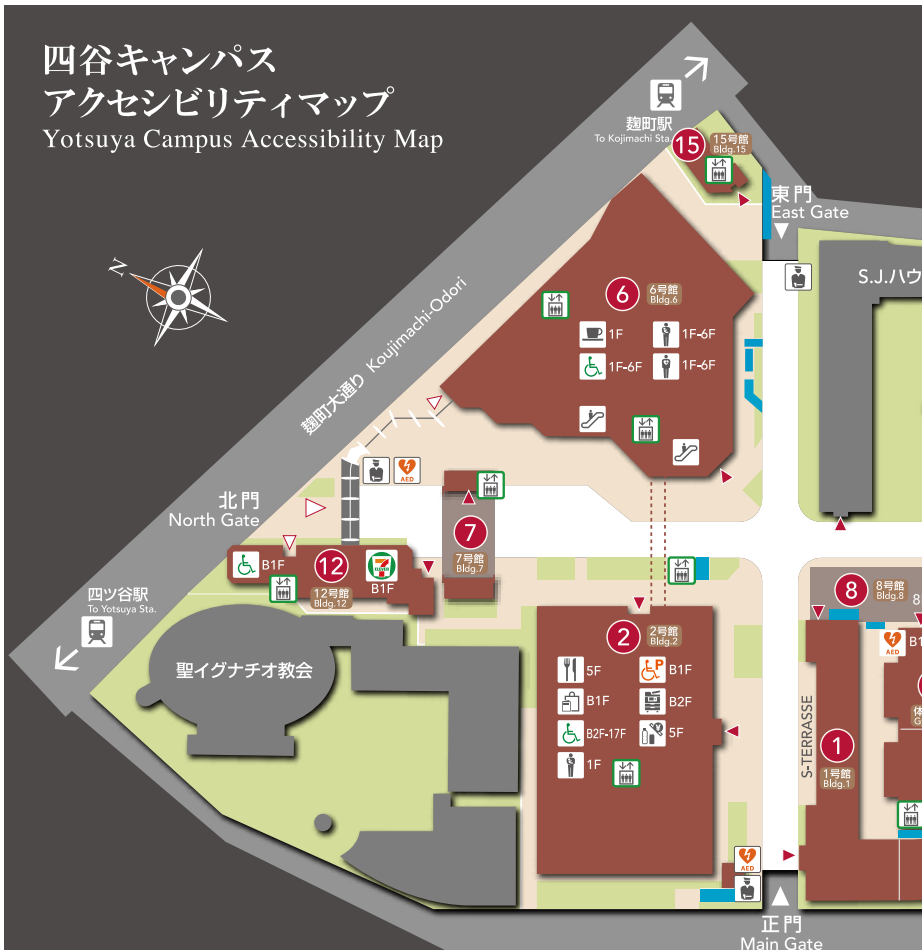 四谷キャンパス
アクセシビリティマップ
Yotsuya Campus Accessibility Map
麹町駅
To Kojimachi Sta.
15
15号館
Bldg.15
東門
East Gate
N
S.J.ハウ
6
6号館
Bldg.6
1F
1F-6F
1F-6F
1F-6F
麹町大通り Koujimachi-Odori
AED
北門
North Gate
7
7号館
Bldg.7
B1F
12
12号館
Bldg.12
7
ELEVEn
B1F
四ツ谷駅
To Yotsuya Sta.
8
8号館
Bldg.8
8
2
2号館
Bldg.2
AED
B1
聖イグナチオ教会
5F
P
B1F
B1F
B2F
B2F-17F
5F
1F
体
G
S-TERRASSE
1
1号館
Bldg.1
AED
正門
Main Gate